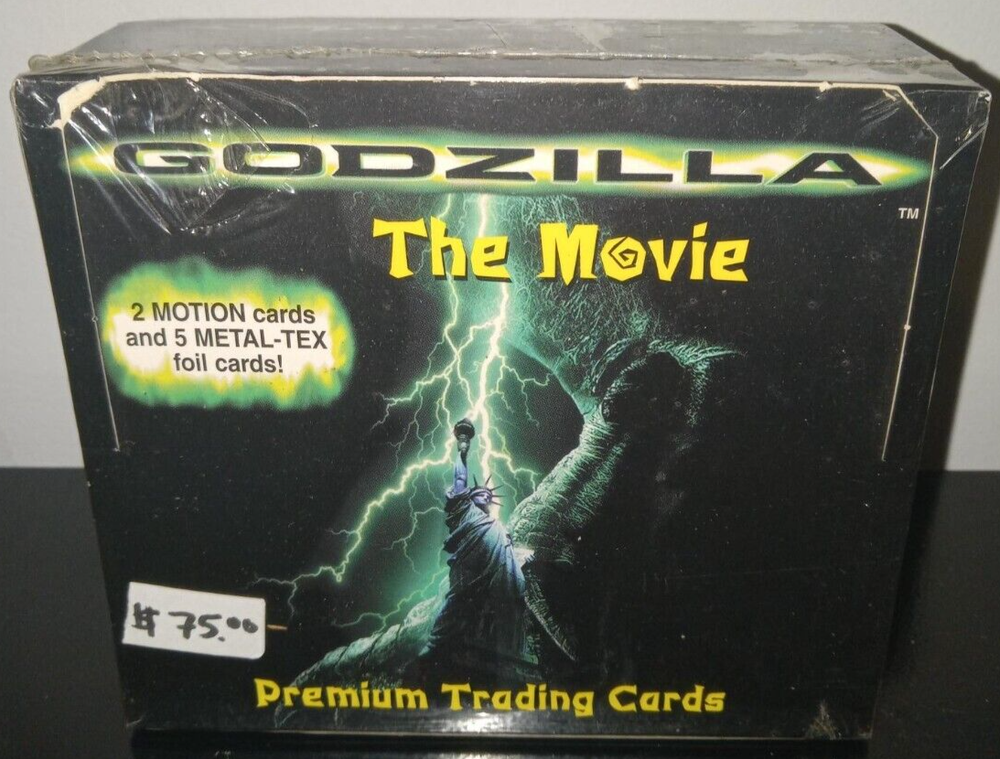 GODZILLA
TM
The Movie
2 MOTION cards
and 5 METAL-TEX
foil cards!
$75.00
Premium Trading Cards